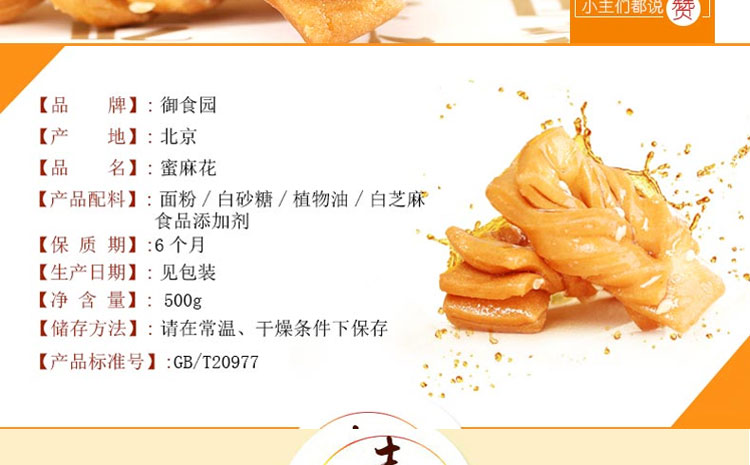 小主们都说 赞
【品　　牌】: 御食园
【产　　地】: 北京
【品　　名】: 蜜麻花
【产品配料】: 面粉 / 白砂糖 / 植物油 / 白芝麻
食品添加剂
【保 质 期】:6 个月
【生产日期】: 见包装
【净 含 量】: 500g
【储存方法】: 请在常温、干燥条件下保存
【产品标准号】:GB/T20977